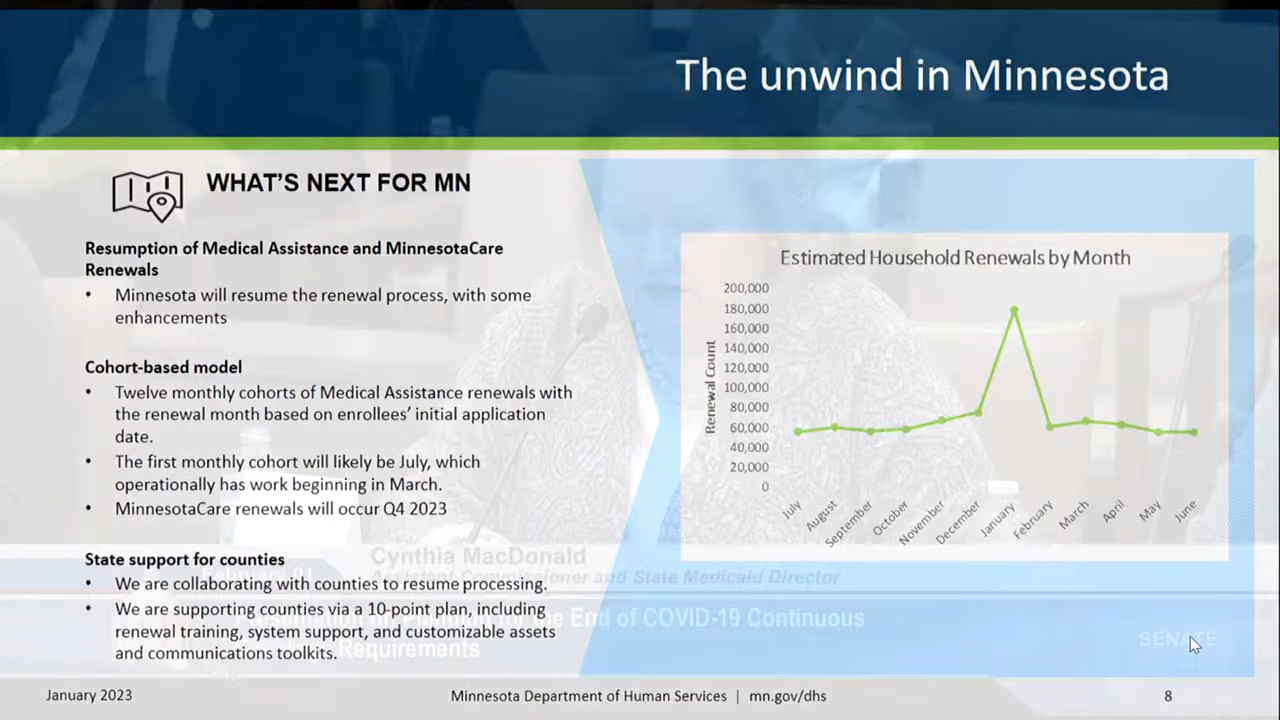 The unwind in Minnesota
WHAT'S NEXT FOR MN
Resumption of Medical Assistance and MinnesotaCare
Renewals
• Minnesota will resume the renewal process, with some
enhancements
Cohort-based model
• Twelve monthly cohorts of Medical Assistance renewals with
the renewal month based on enrollees' initial application
date.
• The first monthly cohort will likely be July, which
operationally has work beginning in March.
• MinnesotaCare renewals will occur Q4 2023
State support for counties
• We are collaborating with counties to resume processing.
• We are supporting counties via a 10-point plan, including
renewal training, system support, and customizable assets
and communications toolkits.
Estimated Household Renewals by Month
Renewal Count
200,000
180,000
160,000
140,000
120,000
100,000
80,000
60,000
40,000
20,000
0
July
August
September
October
November
December
January
February
March
April
May
June
Cynthia MacDonald
Assistant Commissioner and State Medicaid Director
for the End of COVID-19 Continuous
Requirements
SENATE
January 2023
Minnesota Department of Human Services | mn.gov/dhs
8